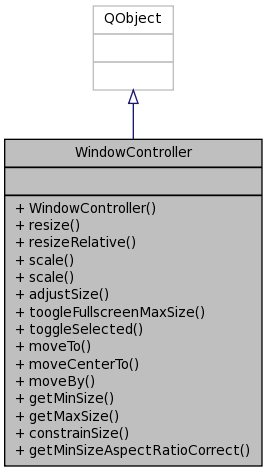 QObject
WindowController
+ WindowController()
+ resize()
+ resizeRelative()
+ scale()
+ scale()
+ adjustSize()
+ toogleFullscreenMaxSize()
+ toggleSelected()
+ moveTo()
+ moveCenterTo()
+ moveBy()
+ getMinSize()
+ getMaxSize()
+ constrainSize()
+ getMinSizeAspectRatioCorrect()